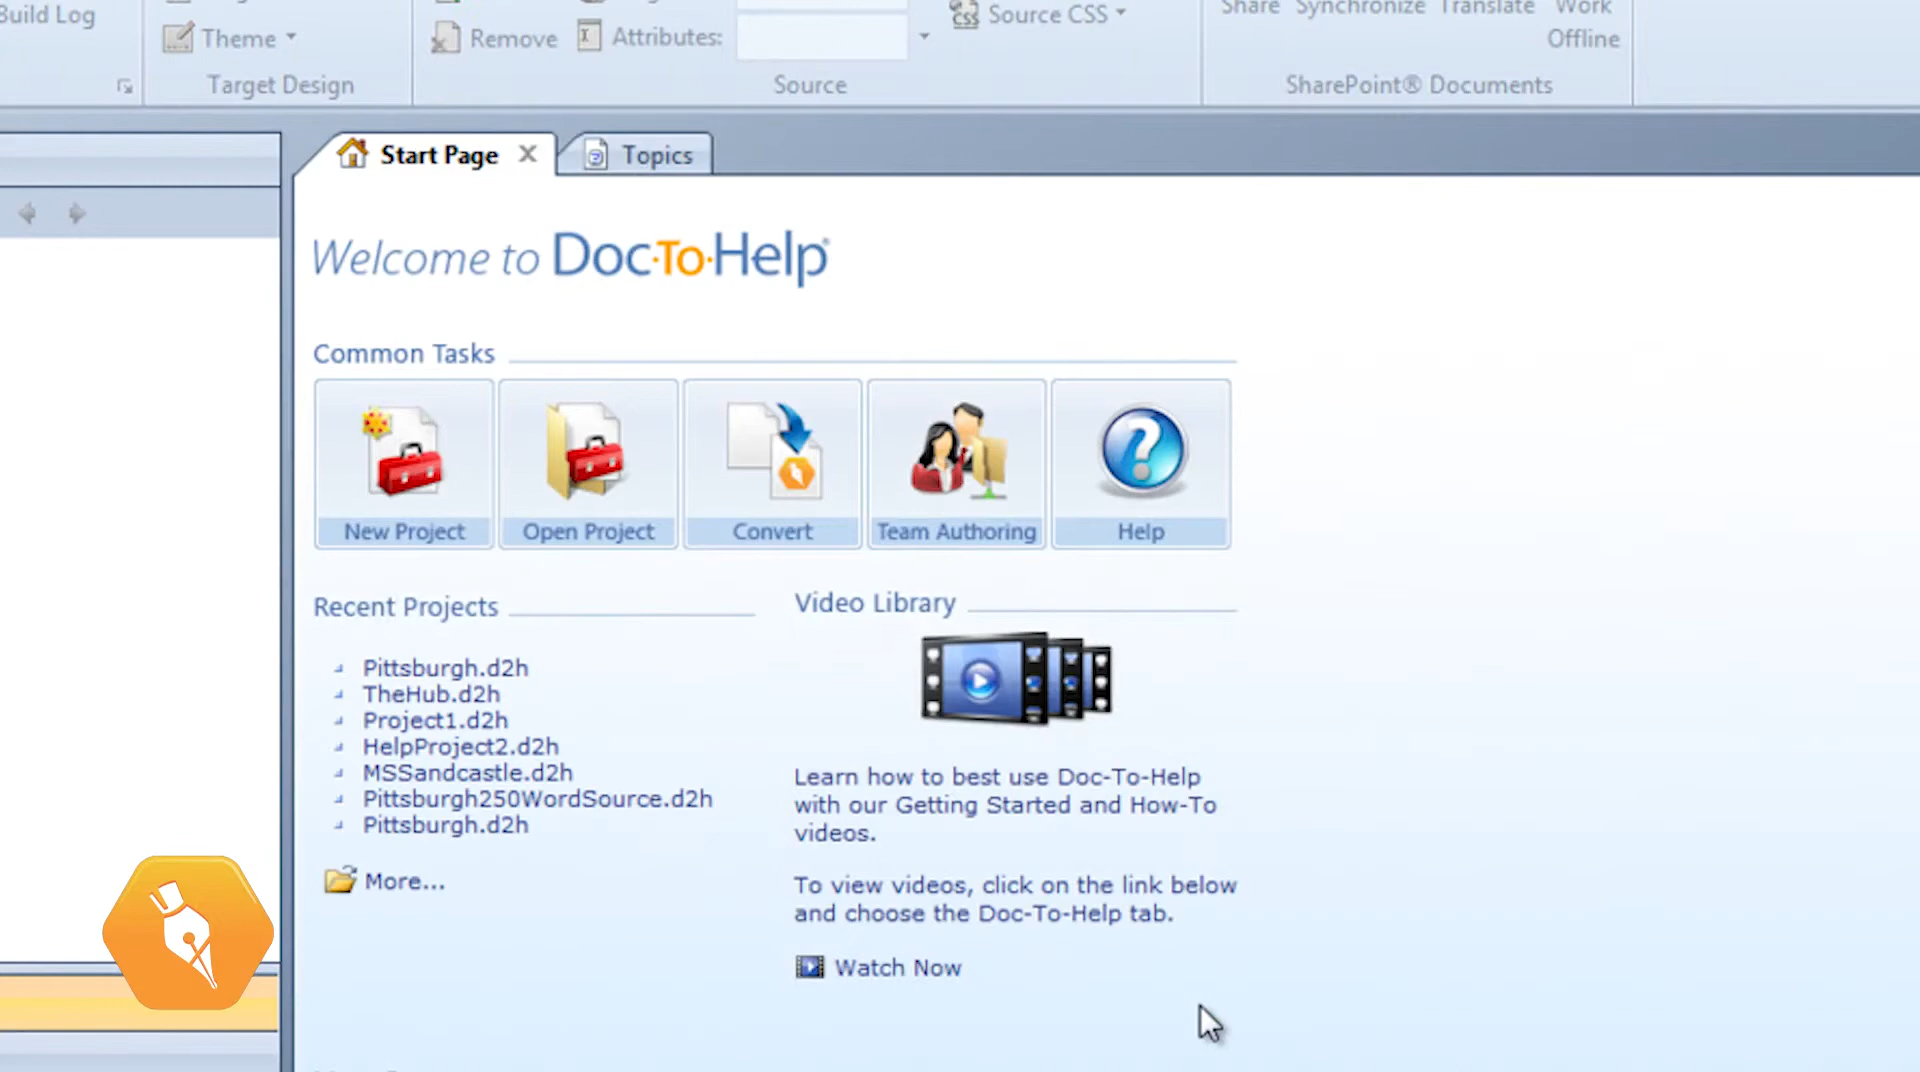 Build Log
Theme
Target Design
Remove
Attributes:
Source CSS
CSS
Source
Share Synchronize Translate Work
Offline
SharePoint® Documents
Start Page
Topics
Welcome to Doc·To·Help®
Common Tasks
New Project
Open Project
Convert
Team Authoring
Help
Recent Projects
Pittsburgh.d2h
TheHub.d2h
Project1.d2h
HelpProject2.d2h
MSSandcastle.d2h
Pittsburgh250WordSource.d2h
Pittsburgh.d2h
More...
Video Library
Learn how to best use Doc-To-Help
with our Getting Started and How-To
videos.
To view videos, click on the link below
and choose the Doc-To-Help tab.
Watch Now